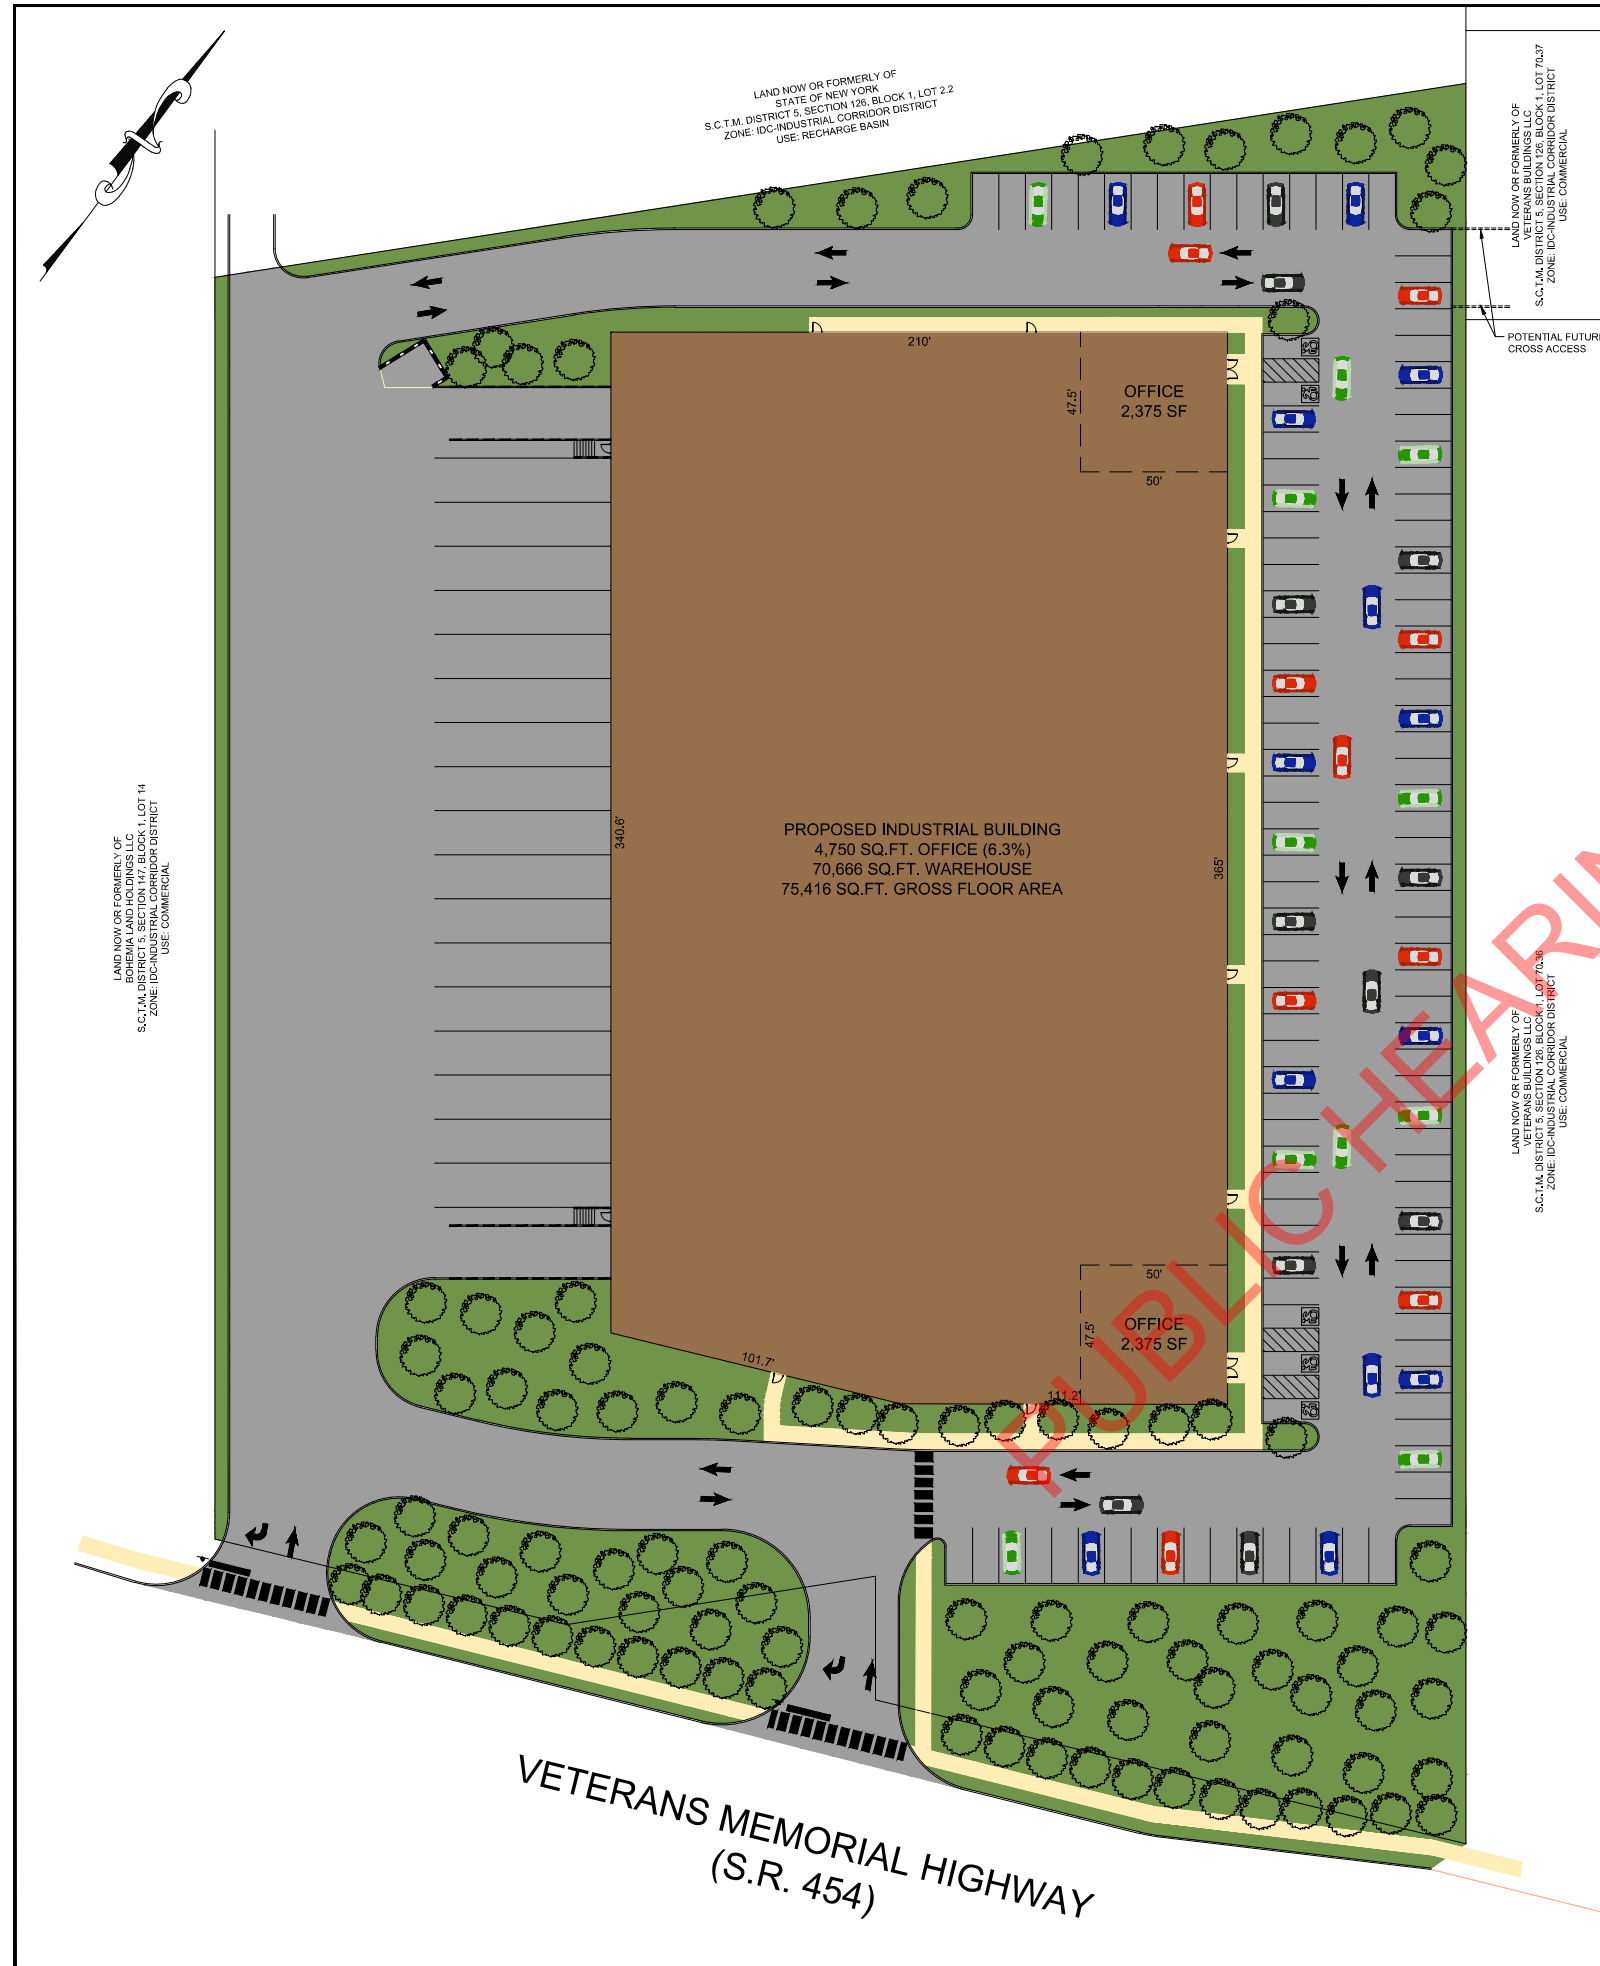 LAND NOW OR FORMERLY OF
STATE OF NEW YORK
S.C.T.M. DISTRICT 5, SECTION 126, BLOCK 1, LOT 2.2
ZONE: IDC-INDUSTRIAL CORRIDOR DISTRICT
USE: RECHARGE BASIN
LAND NOW OR FORMERLY OF
VETERANS BUILDINGS LLC
S.C.T.M. DISTRICT 5, SECTION 126, BLOCK 1, LOT 70.37
ZONE: IDC-INDUSTRIAL CORRIDOR DISTRICT
USE: COMMERCIAL
POTENTIAL FUTURE
CROSS ACCESS
210'
47.5'
OFFICE
2,375 SF
50'
LAND NOW OR FORMERLY OF
BOHEMIA LAND HOLDINGS LLC
S.C.T.M. DISTRICT 5, SECTION 147, BLOCK 1, LOT 14
ZONE: IDC-INDUSTRIAL CORRIDOR DISTRICT
USE: COMMERCIAL
340.6'
PROPOSED INDUSTRIAL BUILDING
4,750 SQ.FT. OFFICE (6.3%)
70,666 SQ.FT. WAREHOUSE
75,416 SQ.FT. GROSS FLOOR AREA
365'
LAND NOW OR FORMERLY OF
VETERANS BUILDINGS LLC
S.C.T.M. DISTRICT 5, SECTION 126, BLOCK 1, LOT 70.36
ZONE: IDC-INDUSTRIAL CORRIDOR DISTRICT
USE: COMMERCIAL
PUBLIC HEARIN
50'
47.5'
OFFICE
2,375 SF
101.7'
111.2'
VETERANS MEMORIAL HIGHWAY
(S.R. 454)